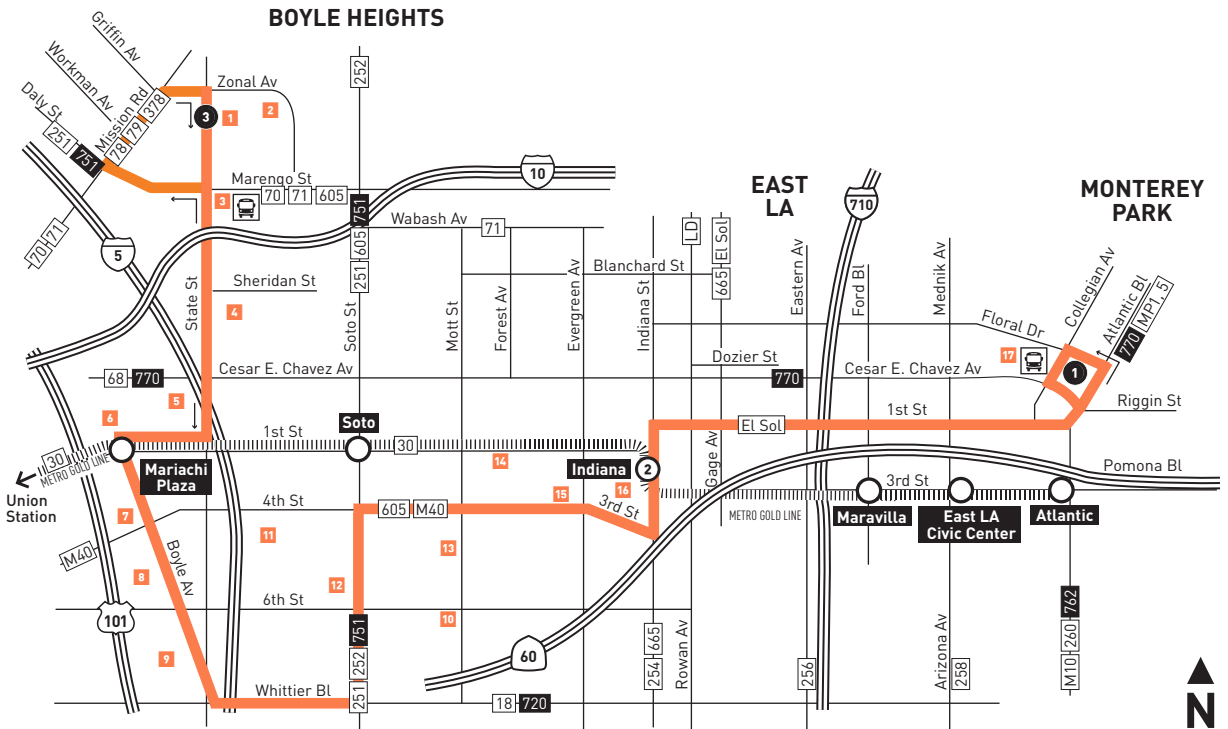 BOYLE HEIGHTS
Griffin Av
Workman Av
Daly St
Mission Rd
78 79 378
251 751
Zonal Av
252
3
1
2
Marengo St
70 71 605
3
10
EAST
LA
710
MONTEREY
PARK
70 71
5
751
605
251
Wabash Av
71
LD
El Sol
665
Blanchard St
Sheridan St
State St
4
Soto St
Mott St
Forest Av
Evergreen Av
Indiana St
Eastern Av
Ford Bl
Mednik Av
Collegian Av
Atlantic Bl
770 MP1, 5
Floral Dr
17
1
Dozier St
68 770
Cesar E. Chavez Av
770
Cesar E. Chavez Av
5
6
Riggin St
1st St
El Sol
1st St
Soto
30
30
METRO GOLD LINE
Union
Station
Mariachi
Plaza
14
Indiana
2
Gage Av
Pomona Bl
3rd St
15
16
3rd St
METRO GOLD LINE
Maravilla
East LA
Civic Center
Atlantic
7
4th St
605 M40
M40
11
13
8
Boyle Av
12
6th St
10
101
751
252
251
60
665
254
Rowan Av
256
Arizona Av
258
762
260
M10
9
Whittier Bl
18 720
N